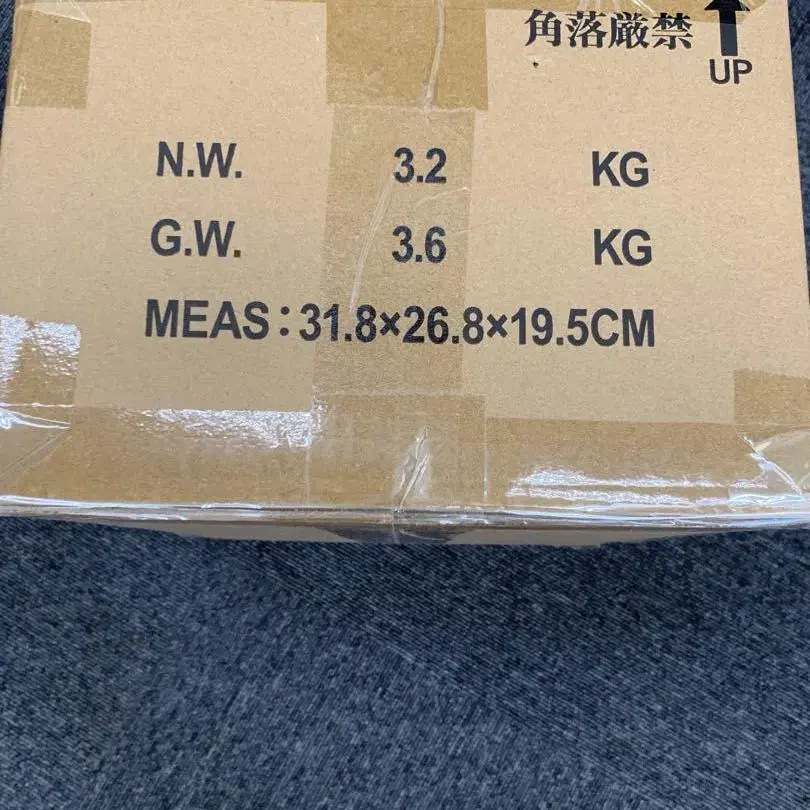 角落厳禁
UP
N.W. 3.2 KG
G.W. 3.6 KG
MEAS：31.8×26.8×19.5CM